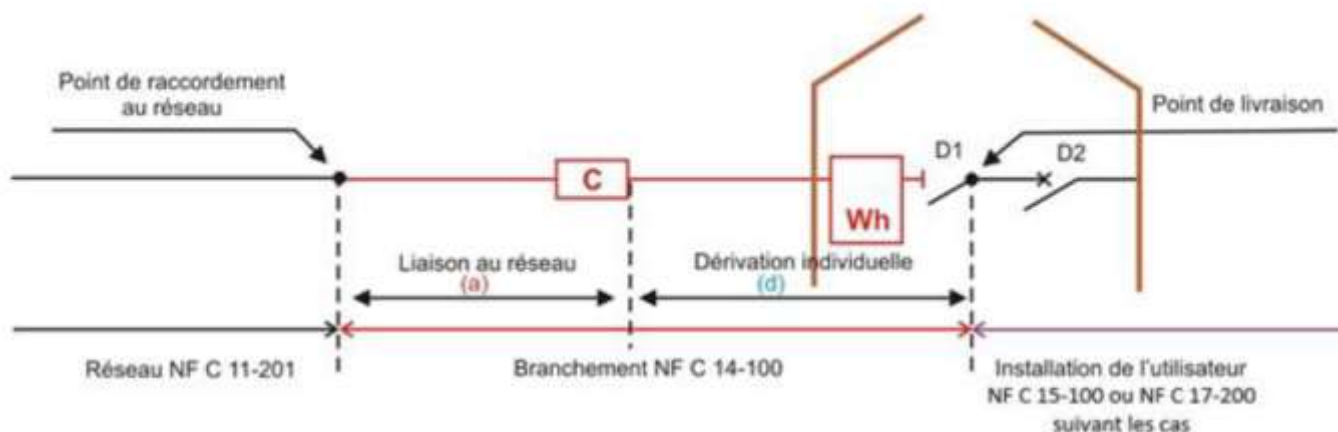 Point de raccordement
au réseau
Point de livraison
D1
D2
C
Wh
Liaison au réseau
(a)
Dérivation individuelle
(d)
Réseau NF C 11-201
Branchement NF C 14-100
Installation de l'utilisateur
NF C 15-100 ou NF C 17-200
suivant les cas